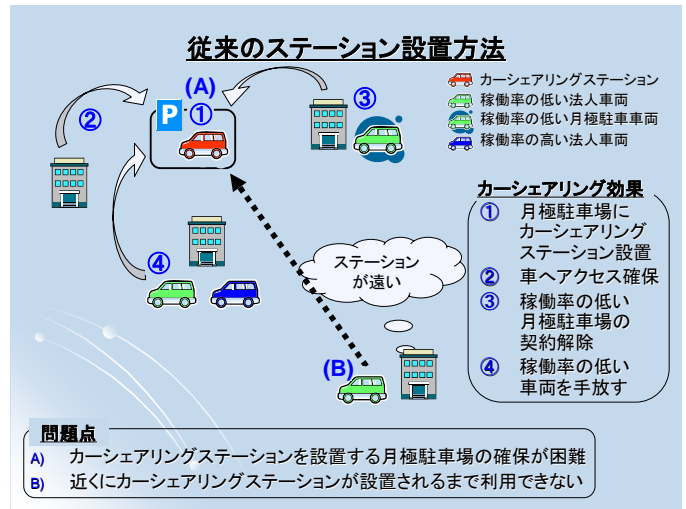 従来のステーション設置方法
(A)
P ①
②
③
④
カーシェアリングステーション
稼働率の低い法人車両
稼働率の低い月極駐車車両
稼働率の高い法人車両
ステーション
が遠い
(B)
カーシェアリング効果
① 月極駐車場に
カーシェアリング
ステーション設置
② 車へアクセス確保
③ 稼働率の低い
月極駐車場の
契約解除
④ 稼働率の低い
車両を手放す
問題点
A) カーシェアリングステーションを設置する月極駐車場の確保が困難
B) 近くにカーシェアリングステーションが設置されるまで利用できない